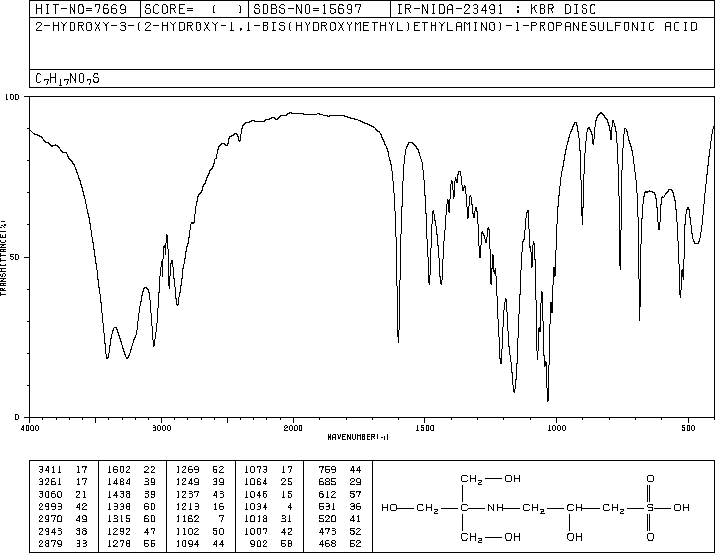 HIT-NO=7669 SCORE= ( ) SDBS-NO=15697 IR-NIDA-23491 : KBR DISC
2-HYDROXY-3-(2-HYDROXY-1,1-BIS(HYDROXYMETHYL)ETHYLAMINO)-1-PROPANESULFONIC ACID
C7H17NO7S
100
TRANSMITTANCE(%)
50
0
4000 3000 2000 1500 1000 500
WAVENUMBER(-1)
3411 17 1602 22 1269 52 1073 17 759 44
3261 17 1484 39 1249 39 1064 25 685 29
3060 21 1438 39 1237 43 1046 15 612 57
2993 42 1338 60 1213 16 1034 4 531 36
2970 49 1315 60 1162 7 1018 31 520 41
2943 38 1292 47 1102 50 1007 42 473 52
2879 33 1278 55 1094 44 902 58 468 52
CH2—OH O
HO—CH2—C—NH—CH2—CH—CH2—S—OH
CH2—OH OH O